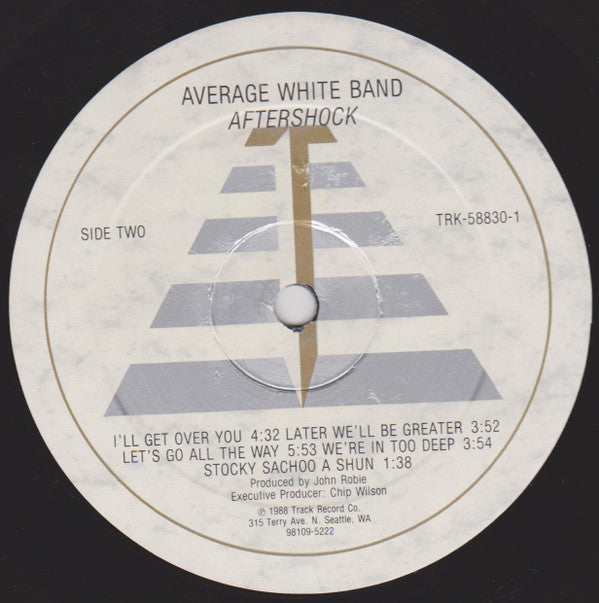 AVERAGE WHITE BAND
AFTERSHOCK
SIDE TWO
TRK-58830-1
I'LL GET OVER YOU 4:32 LATER WE'LL BE GREATER 3:52
LET'S GO ALL THE WAY 5:53 WE'RE IN TOO DEEP 3:54
STOCKY SACHOO A SHUN 1:38
Produced by John Robie
Executive Producer: Chip Wilson
℗ 1988 Track Record Co.
315 Terry Ave. N. Seattle, WA
98109-5222